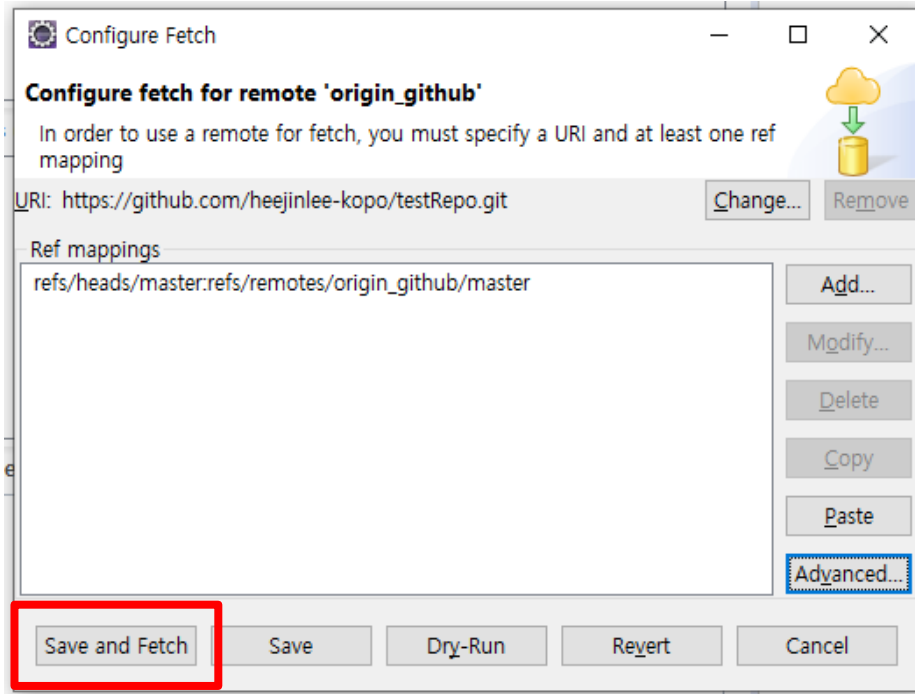 Configure Fetch
Configure fetch for remote 'origin_github'
In order to use a remote for fetch, you must specify a URI and at least one ref
mapping
URI: https://github.com/heejinlee-kopo/testRepo.git
Change...
Remove
Ref mappings
refs/heads/master:refs/remotes/origin_github/master
Add...
Modify...
Delete
Copy
Paste
Advanced...
Save and Fetch
Save
Dry-Run
Revert
Cancel